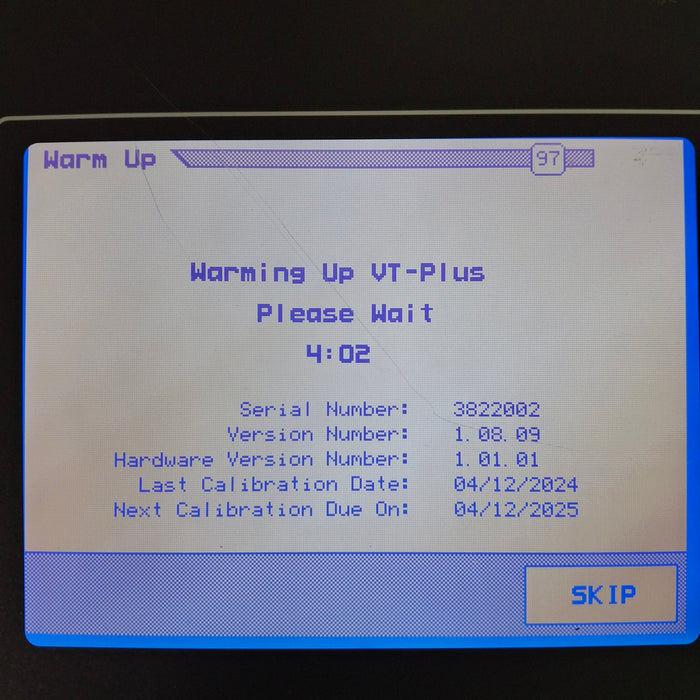 Warm Up 97
Warming Up VT-Plus
Please Wait
4:02
Serial Number: 3822002
Version Number: 1.08.09
Hardware Version Number: 1.01.01
Last Calibration Date: 04/12/2024
Next Calibration Due On: 04/12/2025
SKIP